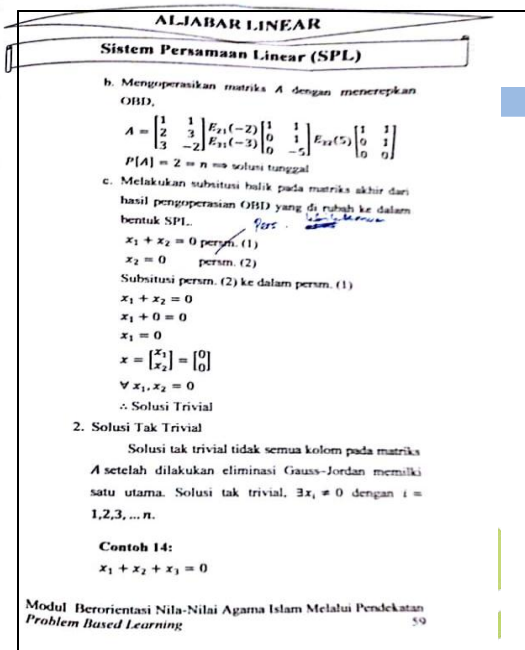 ALJABAR LINEAR
Sistem Persamaan Linear (SPL)
b. Mengoperasikan matriks A dengan menerepkan
OBD,
A = [1 1; 2 3; 3 −2] E₂₁(−2) E₃₁(−3) [1 1; 0 1; 0 −5] E₃₂(5) [1 1; 0 1; 0 0]
P[A] = 2 = n ⇒ solusi tunggal
c. Melakukan subsitusi balik pada matriks akhir dari
hasil pengoperasian OBD yang di rubah ke dalam
bentuk SPL. Pers.
x₁ + x₂ = 0 persm. (1)
x₂ = 0 persm. (2)
Subsitusi persm. (2) ke dalam persm. (1)
x₁ + x₂ = 0
x₁ + 0 = 0
x₁ = 0
x = [x₁; x₂] = [0; 0]
∀ x₁, x₂ = 0
∴ Solusi Trivial
2. Solusi Tak Trivial
Solusi tak trivial tidak semua kolom pada matriks
A setelah dilakukan eliminasi Gauss-Jordan memilki
satu utama. Solusi tak trivial, ∃xᵢ ≠ 0 dengan i =
1,2,3, ... n.
Contoh 14:
x₁ + x₂ + x₃ = 0
Modul Berorientasi Nila-Nilai Agama Islam Melalui Pendekatan
Problem Based Learning 59